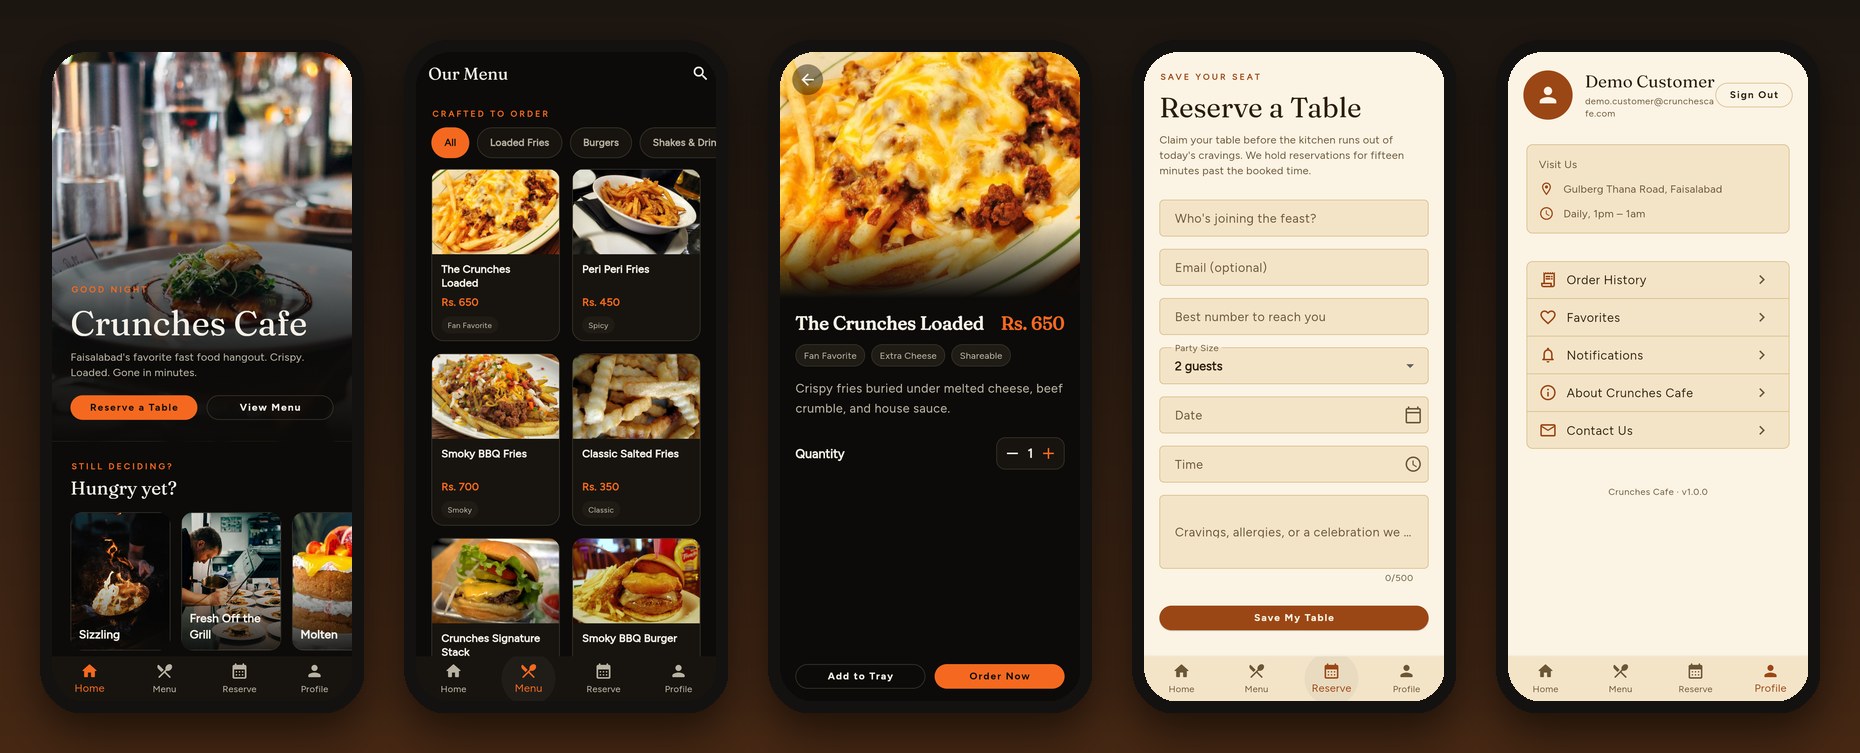 GOOD NIGHT
Crunches Cafe
Faisalabad's favorite fast food hangout. Crispy.
Loaded. Gone in minutes.
Reserve a Table
View Menu
STILL DECIDING?
Hungry yet?
Sizzling
Fresh Off the
Grill
Molten
Home
Menu
Reserve
Profile
Our Menu
CRAFTED TO ORDER
All
Loaded Fries
Burgers
Shakes & Drin
The Crunches
Loaded
Rs. 650
Fan Favorite
Peri Peri Fries
Rs. 450
Spicy
Smoky BBQ Fries
Rs. 700
Smoky
Classic Salted Fries
Rs. 350
Classic
Crunches Signature
Stack
Smoky BBQ Burger
Home
Menu
Reserve
Profile
The Crunches Loaded
Rs. 650
Fan Favorite
Extra Cheese
Shareable
Crispy fries buried under melted cheese, beef
crumble, and house sauce.
Quantity
1
Add to Tray
Order Now
SAVE YOUR SEAT
Reserve a Table
Claim your table before the kitchen runs out of
today's cravings. We hold reservations for fifteen
minutes past the booked time.
Who's joining the feast?
Email (optional)
Best number to reach you
Party Size
2 guests
Date
Time
Cravings, allergies, or a celebration we ...
0/500
Save My Table
Home
Menu
Reserve
Profile
Demo Customer
demo.customer@crunchesca
fe.com
Sign Out
Visit Us
Gulberg Thana Road, Faisalabad
Daily, 1pm – 1am
Order History
Favorites
Notifications
About Crunches Cafe
Contact Us
Crunches Cafe · v1.0.0
Home
Menu
Reserve
Profile